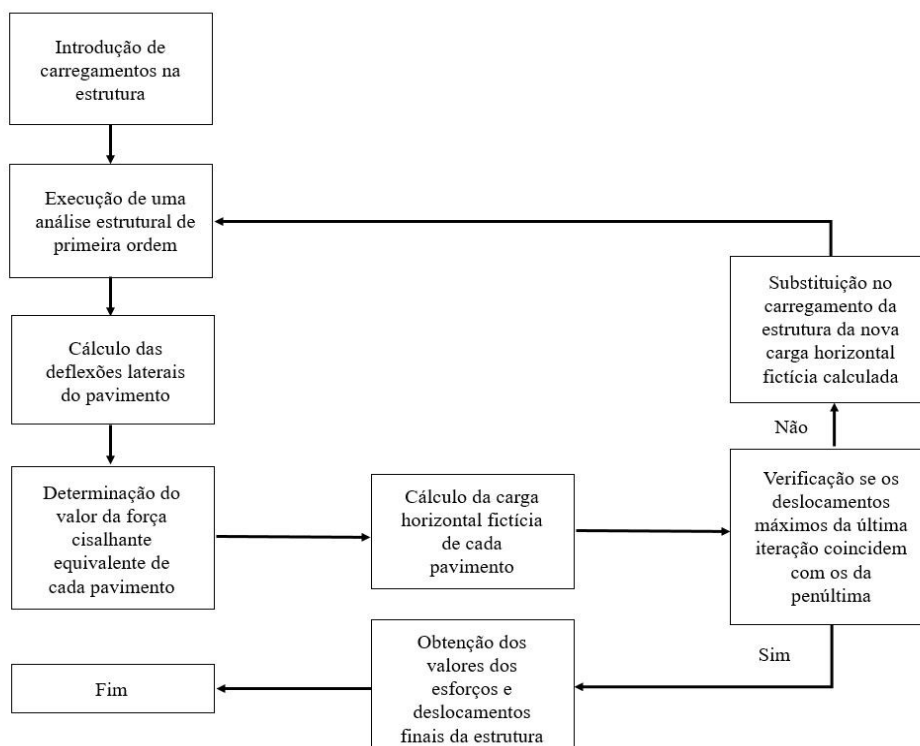 Introdução de
carregamentos na
estrutura
Execução de uma
análise estrutural de
primeira ordem
Cálculo das
deflexões laterais
do pavimento
Determinação do
valor da força
cisalhante
equivalente de
cada pavimento
Cálculo da carga
horizontal fictícia
de cada
pavimento
Verificação se os
deslocamentos
máximos da última
iteração coincidem
com os da
penúltima
Não
Substituição no
carregamento da
estrutura da nova
carga horizontal
fictícia calculada
Sim
Obtenção dos
valores dos
esforços e
deslocamentos
finais da estrutura
Fim